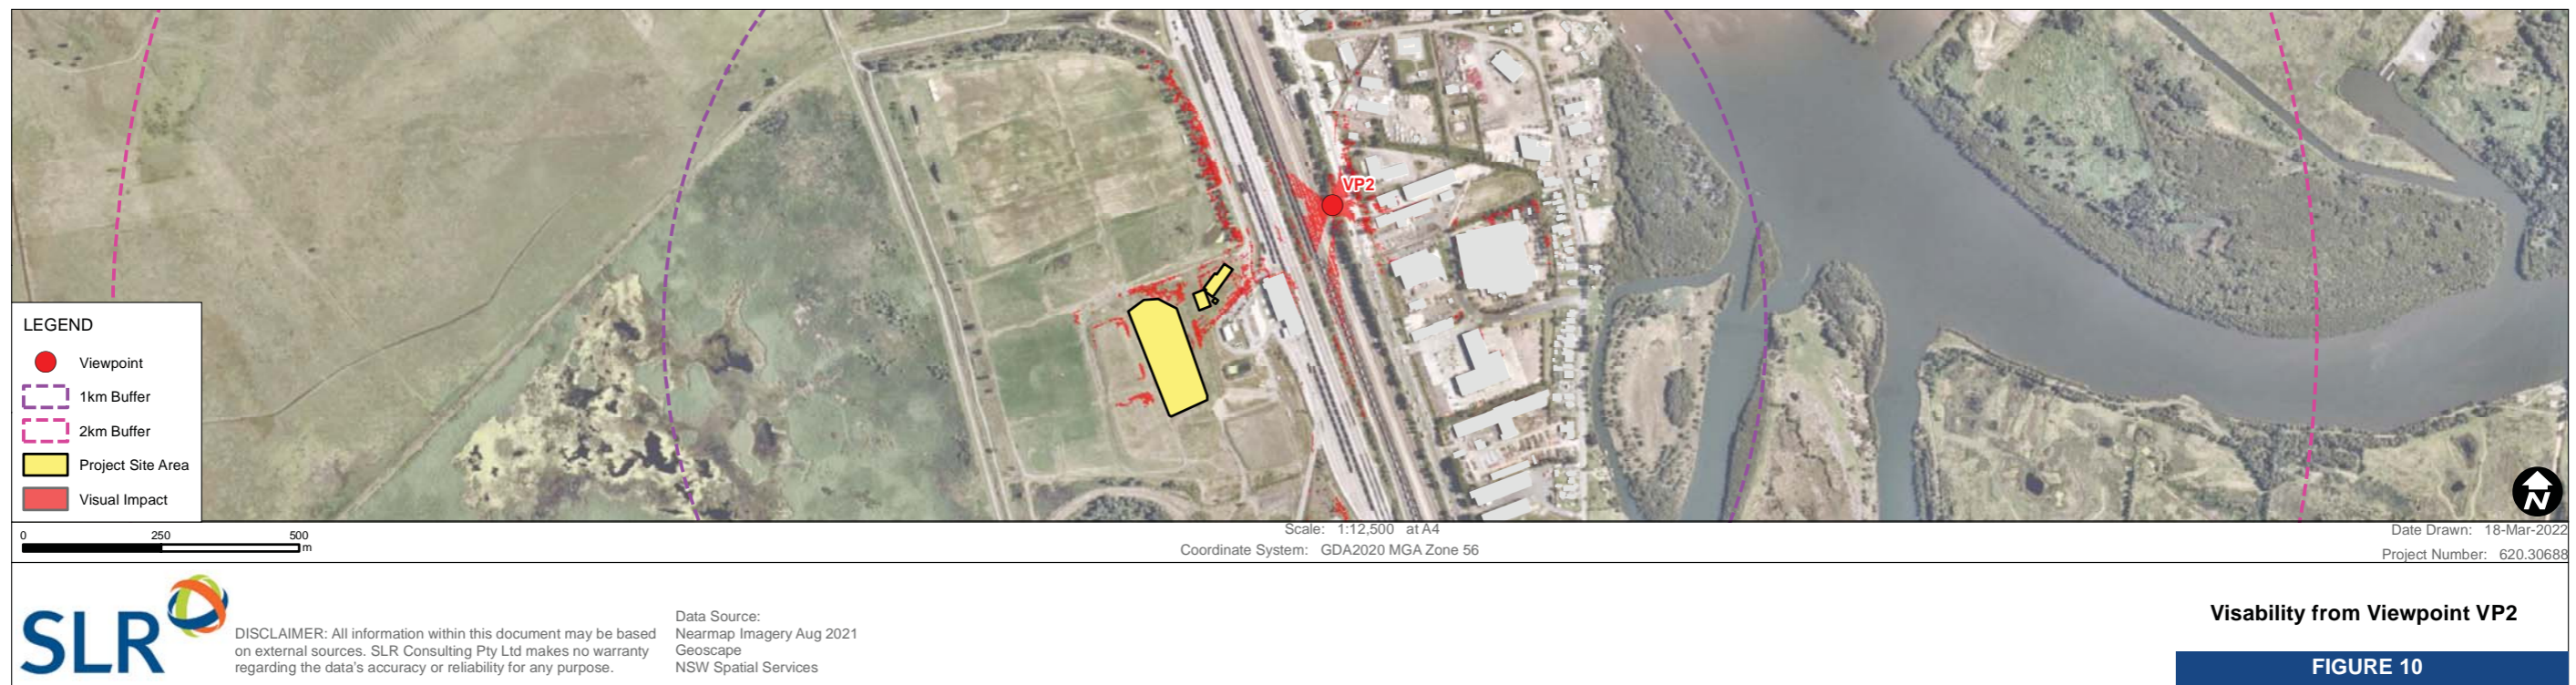 VP2
LEGEND
Viewpoint
1km Buffer
2km Buffer
Project Site Area
Visual Impact
N
0 250 500
m
Scale: 1:12,500 at A4
Coordinate System: GDA2020 MGA Zone 56
Date Drawn: 18-Mar-2022
Project Number: 620.30688
SLR
DISCLAIMER: All information within this document may be based
on external sources. SLR Consulting Pty Ltd makes no warranty
regarding the data's accuracy or reliability for any purpose.
Data Source:
Nearmap Imagery Aug 2021
Geoscape
NSW Spatial Services
Visability from Viewpoint VP2
FIGURE 10